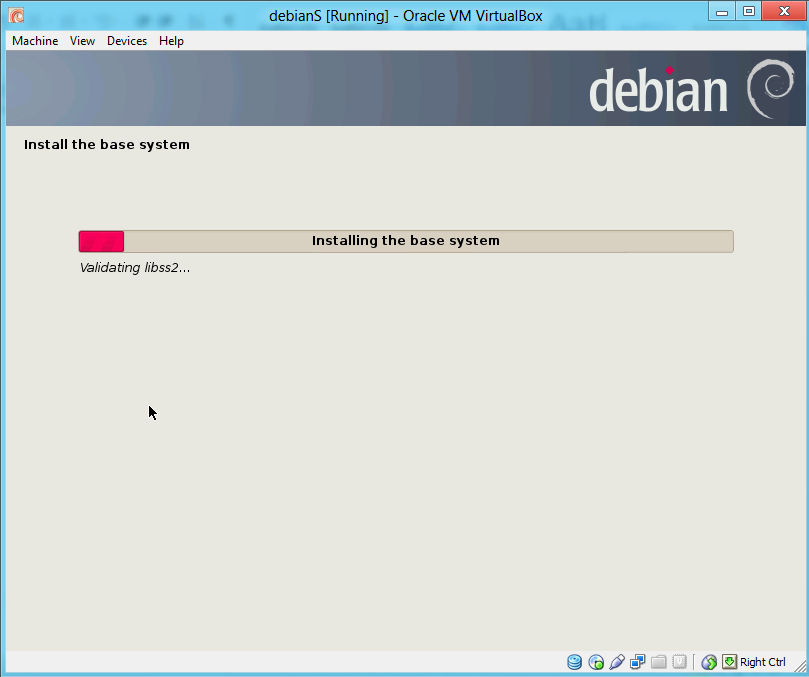 debianS [Running] - Oracle VM VirtualBox
Machine View Devices Help
debian
Install the base system
Installing the base system
Validating libss2...
Right Ctrl